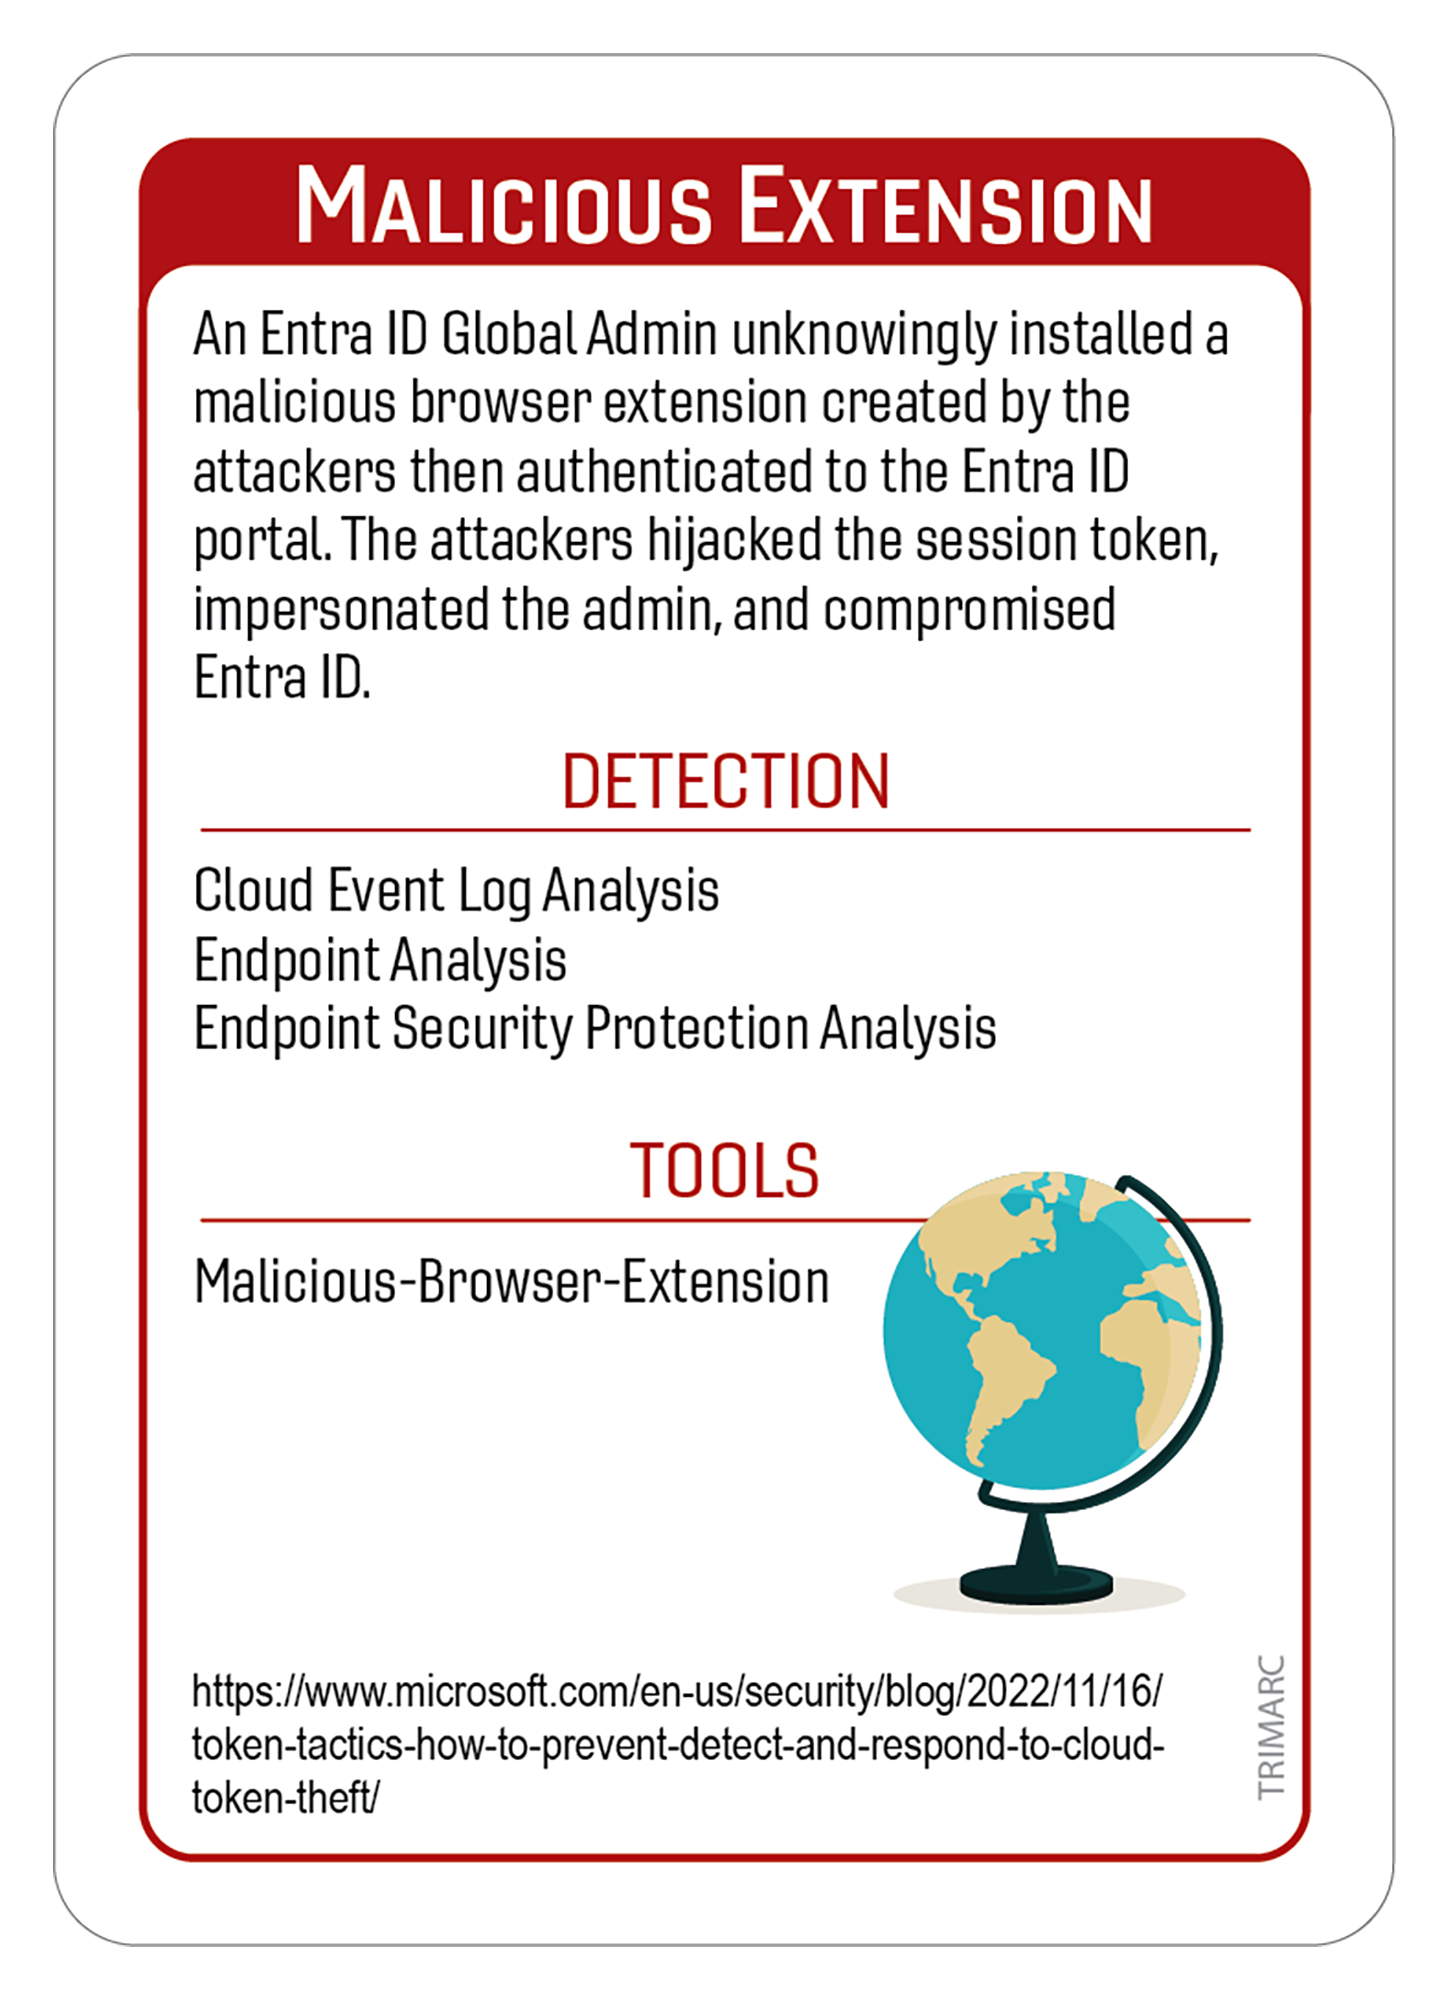 MALICIOUS EXTENSION
An Entra ID Global Admin unknowingly installed a
malicious browser extension created by the
attackers then authenticated to the Entra ID
portal. The attackers hijacked the session token,
impersonated the admin, and compromised
Entra ID.
DETECTION
Cloud Event Log Analysis
Endpoint Analysis
Endpoint Security Protection Analysis
TOOLS
Malicious-Browser-Extension
https://www.microsoft.com/en-us/security/blog/2022/11/16/
token-tactics-how-to-prevent-detect-and-respond-to-cloud-
token-theft/
TRIMARC